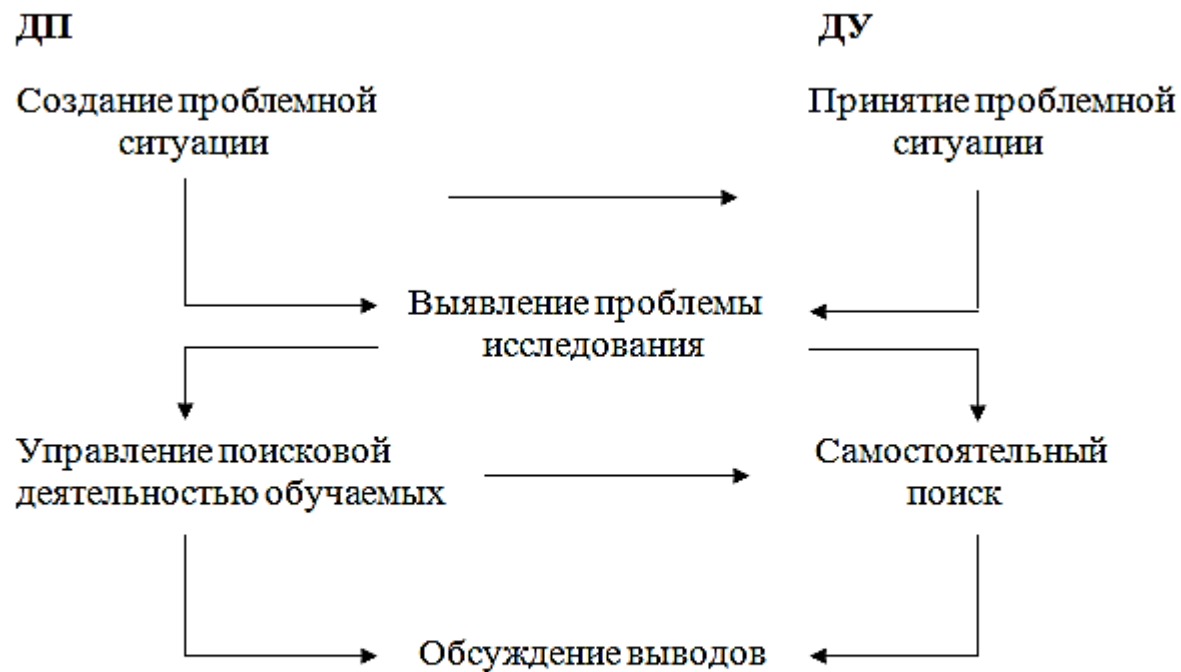 ДП
ДУ
Создание проблемной
ситуации
Принятие проблемной
ситуации
Выявление проблемы
исследования
Управление поисковой
деятельностью обучаемых
Самостоятельный
поиск
Обсуждение выводов